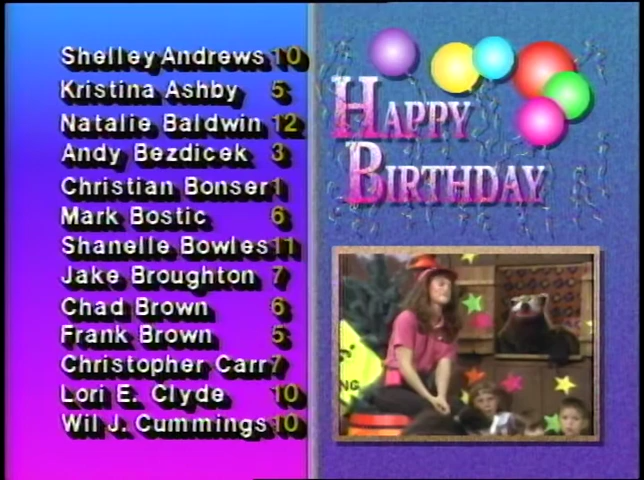 Shelley Andrews 10
Kristina Ashby 5
Natalie Baldwin 12
Andy Bezdicek 3
Christian Bonser 1
Mark Bostic 6
Shanelle Bowles 11
Jake Broughton 7
Chad Brown 6
Frank Brown 5
Christopher Carr 7
Lori E. Clyde 10
Wil J. Cummings 10
HAPPY
BIRTHDAY
NG